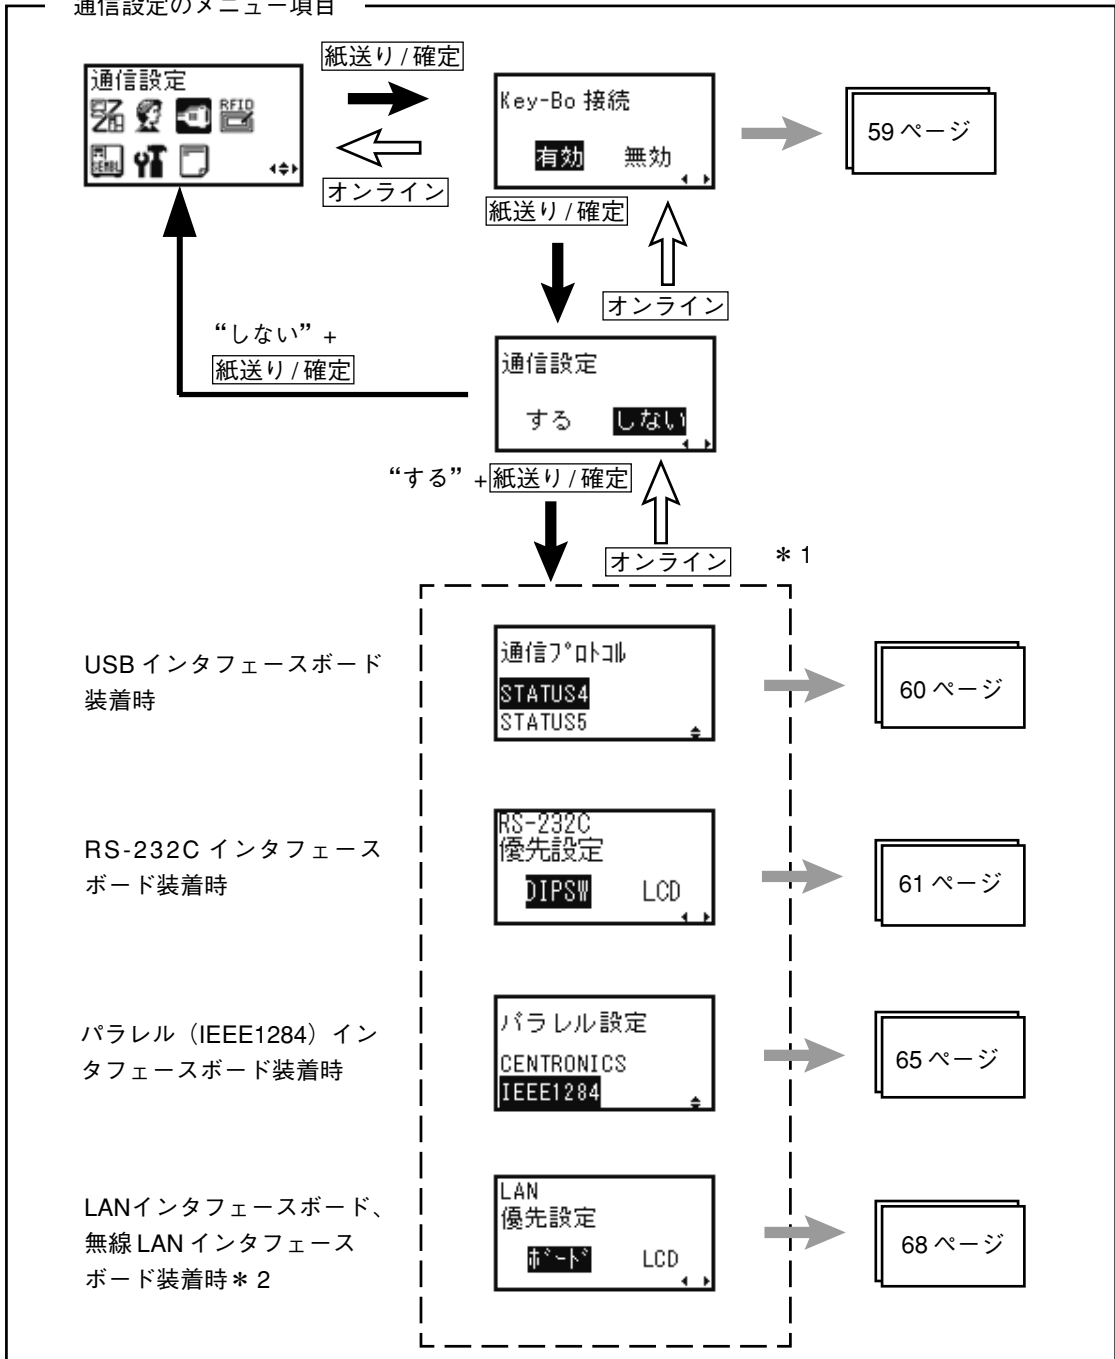 通信設定のメニュー項目
紙送り / 確定
通信設定
RFID
オンライン
Key-Bo 接続
有効 無効
59 ページ
紙送り / 確定
オンライン
“しない” +
紙送り / 確定
通信設定
する しない
“する” + 紙送り / 確定
オンライン
＊ 1
USB インタフェースボード
装着時
通信ﾌﾟﾛﾄｺﾙ
STATUS4
STATUS5
60 ページ
RS-232C インタフェース
ボード装着時
RS-232C
優先設定
DIPSW LCD
61 ページ
パラレル（IEEE1284）イン
タフェースボード装着時
パラレル設定
CENTRONICS
IEEE1284
65 ページ
LANインタフェースボード、
無線 LAN インタフェース
ボード装着時＊ 2
LAN
優先設定
ﾎﾞｰﾄﾞ LCD
68 ページ